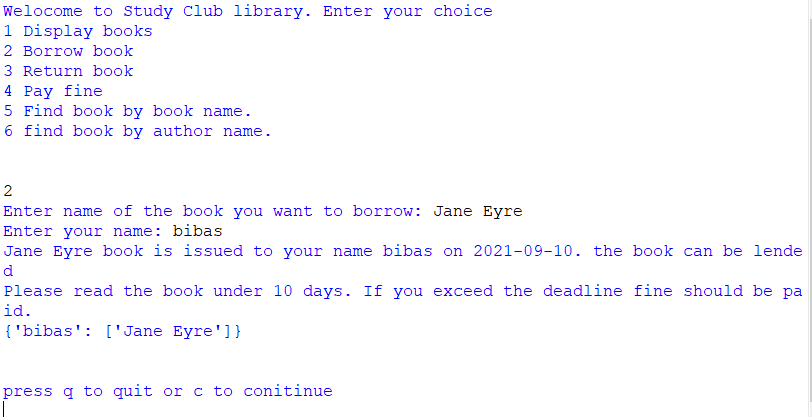 Welocome to Study Club library. Enter your choice
1 Display books
2 Borrow book
3 Return book
4 Pay fine
5 Find book by book name.
6 find book by author name.
2
Enter name of the book you want to borrow: Jane Eyre
Enter your name: bibas
Jane Eyre book is issued to your name bibas on 2021-09-10. the book can be lende
d
Please read the book under 10 days. If you exceed the deadline fine should be pa
id.
{'bibas': ['Jane Eyre']}
press q to quit or c to conitinue